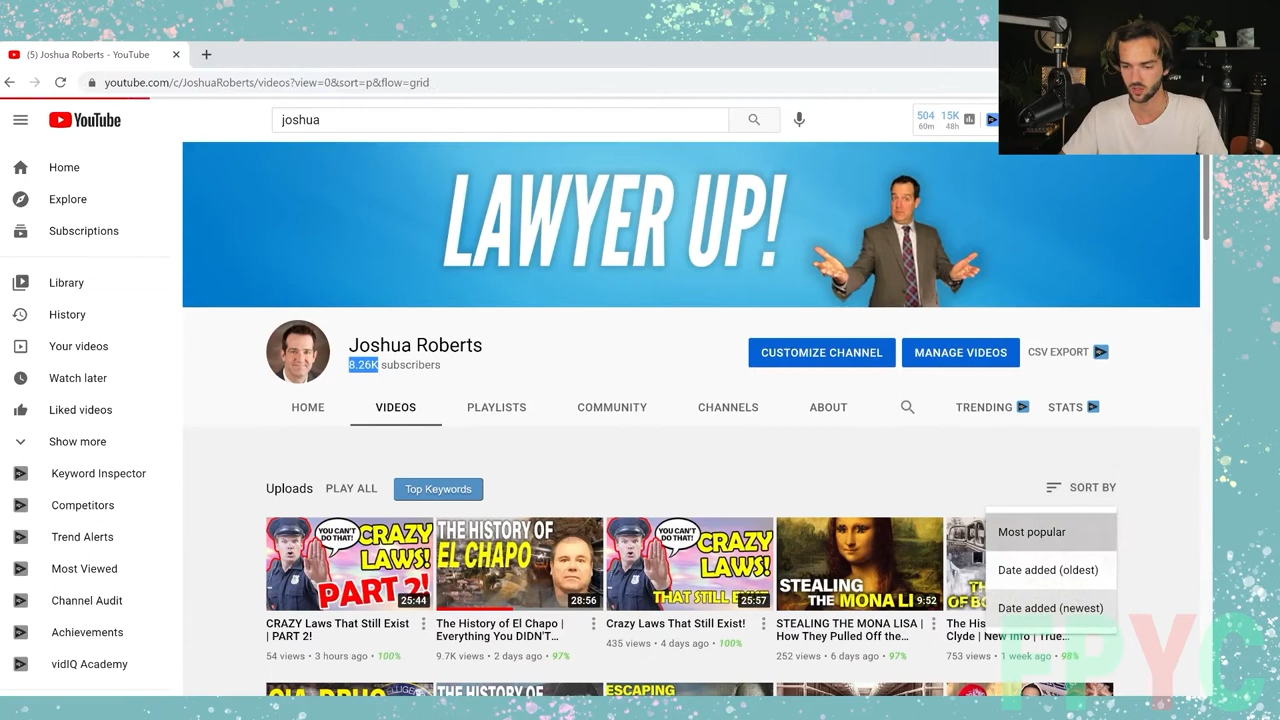 (5) Joshua Roberts - YouTube
youtube.com/c/JoshuaRoberts/videos?view=0&sort=p&flow=grid
YouTube
joshua
504 15K
60m 48h
Home
Explore
Subscriptions
Library
History
Your videos
Watch later
Liked videos
Show more
Keyword Inspector
Competitors
Trend Alerts
Most Viewed
Channel Audit
Achievements
vidIQ Academy
LAWYER UP!
Joshua Roberts
8.26K subscribers
CUSTOMIZE CHANNEL
MANAGE VIDEOS
CSV EXPORT
HOME
VIDEOS
PLAYLISTS
COMMUNITY
CHANNELS
ABOUT
TRENDING
STATS
Uploads
PLAY ALL
Top Keywords
SORT BY
Most popular
Date added (oldest)
Date added (newest)
YOU CAN'T
DO THAT!
CRAZY
LAWS!
PART 2!
25:44
CRAZY LAWS That Still Exist
| PART 2!
54 views • 3 hours ago • 100%
THE HISTORY OF
EL CHAPO
28:56
The History of El Chapo |
Everything You DIDN'T...
9.7K views • 2 days ago • 97%
YOU CAN'T
DO THAT!
CRAZY
LAWS!
THAT STILL EXIST
25:57
Crazy Laws That Still Exist!
435 views • 4 days ago • 100%
STEALING
THE MONA LI
9:52
STEALING THE MONA LISA |
How They Pulled Off the...
252 views • 6 days ago • 97%
The His
Clyde | New Info | True...
753 views • 1 week ago • 98%
THE HISTORY OF
ESCAPING
FPYC